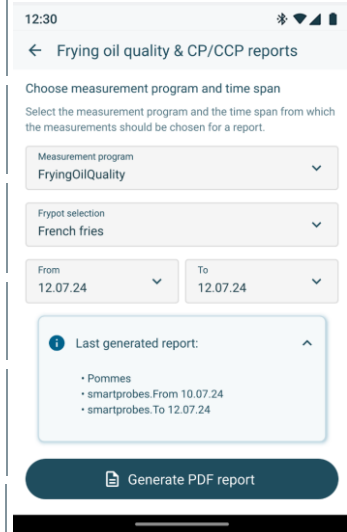 12:30
Frying oil quality & CP/CCP reports
Choose measurement program and time span
Select the measurement program and the time span from which
the measurements should be chosen for a report.
Measurement program
FryingOilQuality
Frypot selection
French fries
From
12.07.24
To
12.07.24
Last generated report:
• Pommes
• smartprobes.From 10.07.24
• smartprobes.To 12.07.24
Generate PDF report